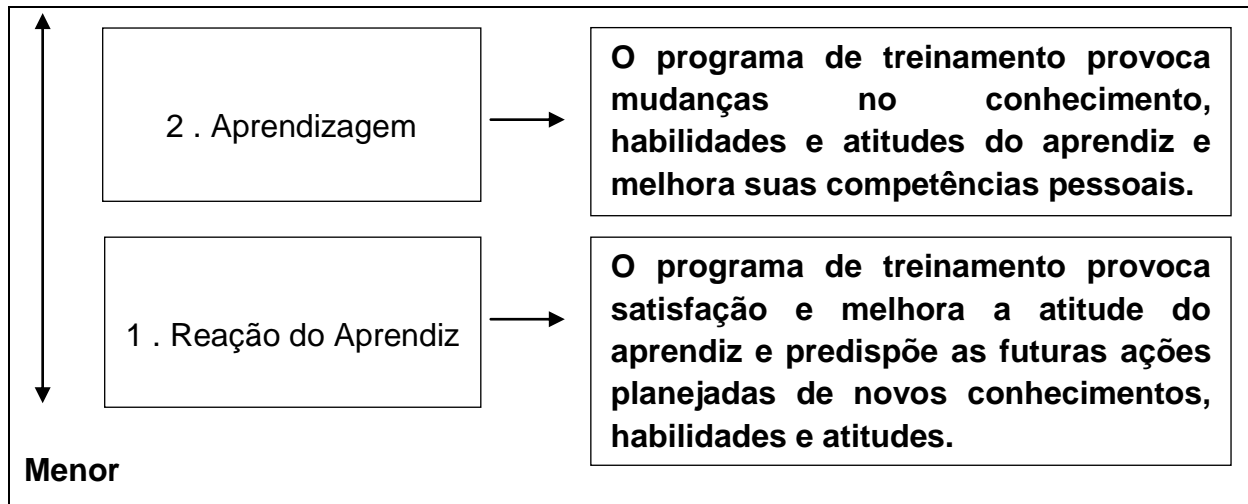 2 . Aprendizagem
O programa de treinamento provoca
mudanças no conhecimento,
habilidades e atitudes do aprendiz e
melhora suas competências pessoais.
1 . Reação do Aprendiz
O programa de treinamento provoca
satisfação e melhora a atitude do
aprendiz e predispõe as futuras ações
planejadas de novos conhecimentos,
habilidades e atitudes.
Menor